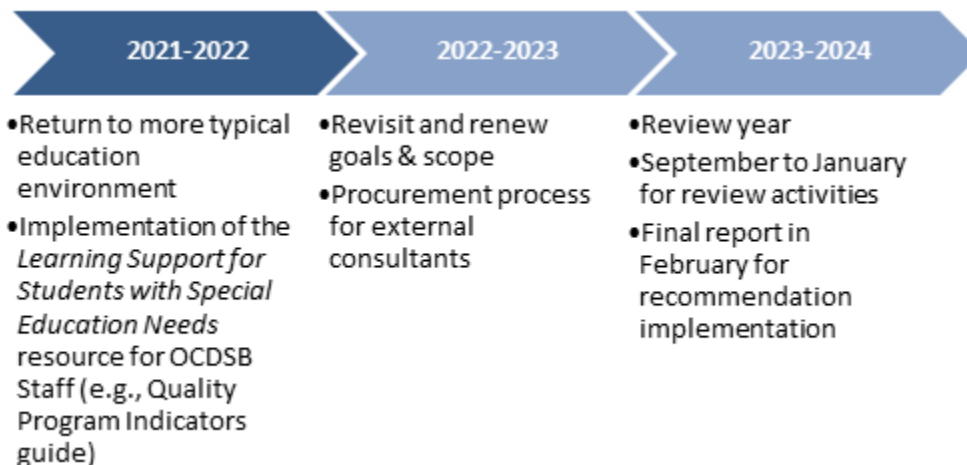 2021-2022
2022-2023
2023-2024
•Return to more typical
education
environment
•Implementation of the
Learning Support for
Students with Special
Education Needs
resource for OCDSB
Staff (e.g., Quality
Program Indicators
guide)
•Revisit and renew
goals & scope
•Procurement process
for external
consultants
•Review year
•September to January
for review activities
•Final report in
February for
recommendation
implementation